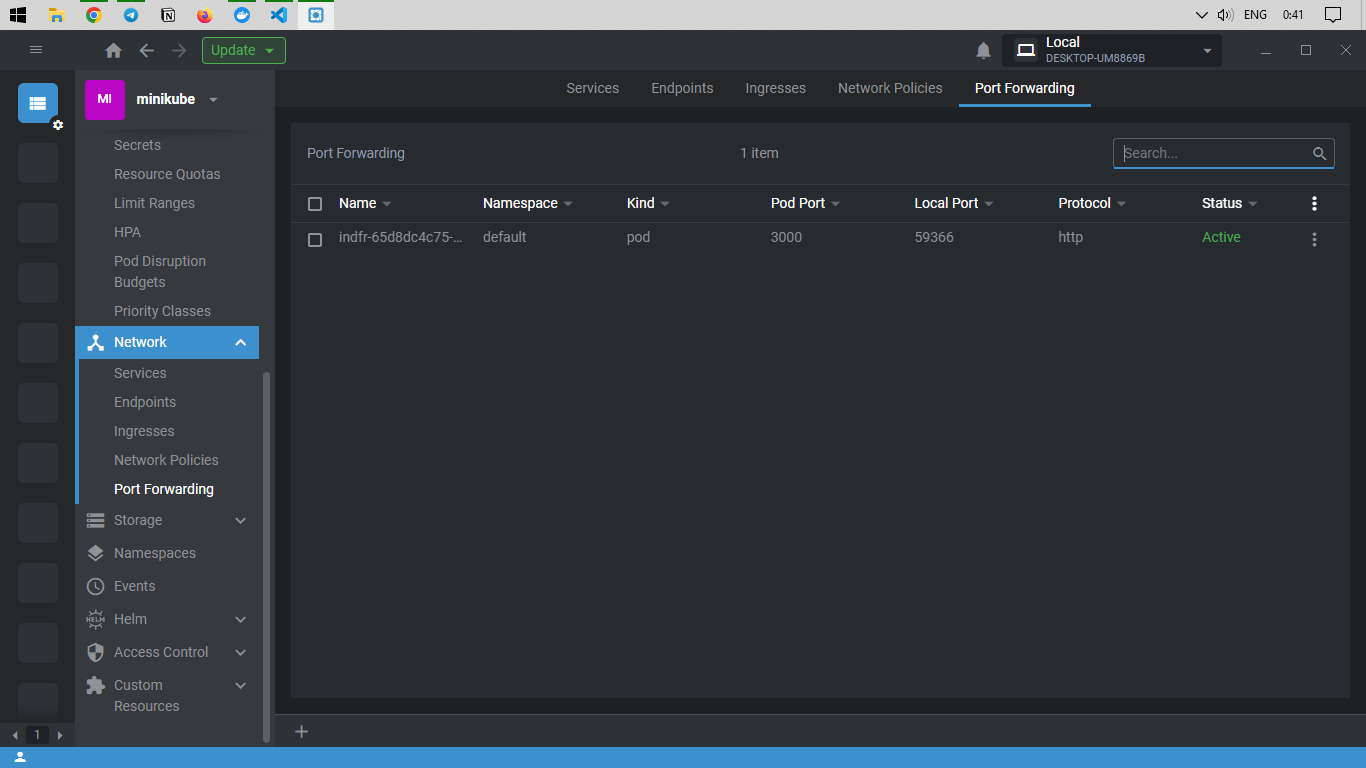 ENG 0:41
Update
Local
DESKTOP-UM8869B
MI minikube
Secrets
Resource Quotas
Limit Ranges
HPA
Pod Disruption
Budgets
Priority Classes
Network
Services
Endpoints
Ingresses
Network Policies
Port Forwarding
Storage
Namespaces
Events
HELM Helm
Access Control
Custom
Resources
1
Services Endpoints Ingresses Network Policies Port Forwarding
Port Forwarding 1 item Search...
Name Namespace Kind Pod Port Local Port Protocol Status
indfr-65d8dc4c75-... default pod 3000 59366 http Active